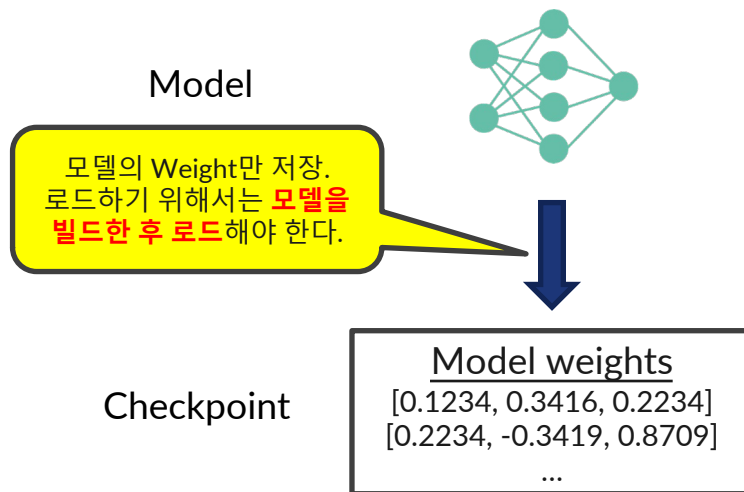 Model
모델의 Weight만 저장.
로드하기 위해서는 모델을
빌드한 후 로드해야 한다.
Checkpoint
Model weights
[0.1234, 0.3416, 0.2234]
[0.2234, -0.3419, 0.8709]
...